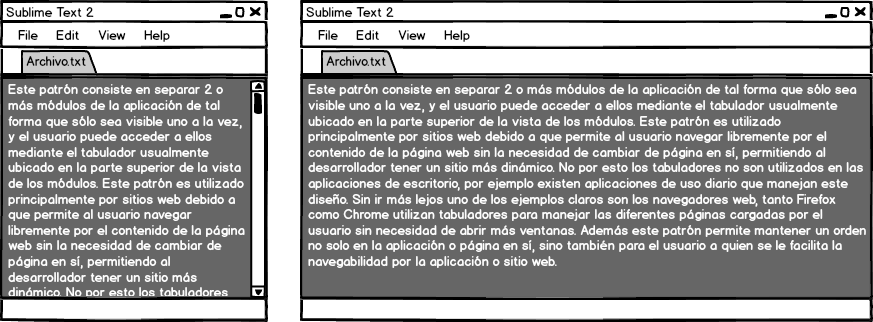 Sublime Text 2
File Edit View Help
Archivo.txt
Este patrón consiste en separar 2 o
más módulos de la aplicación de tal
forma que sólo sea visible uno a la vez,
y el usuario puede acceder a ellos
mediante el tabulador usualmente
ubicado en la parte superior de la vista
de los módulos. Este patrón es utilizado
principalmente por sitios web debido a
que permite al usuario navegar
libremente por el contenido de la página
web sin la necesidad de cambiar de
página en sí, permitiendo al
desarrollador tener un sitio más
dinámico. No por esto los tabuladores
Sublime Text 2
File Edit View Help
Archivo.txt
Este patrón consiste en separar 2 o más módulos de la aplicación de tal forma que sólo sea
visible uno a la vez, y el usuario puede acceder a ellos mediante el tabulador usualmente
ubicado en la parte superior de la vista de los módulos. Este patrón es utilizado
principalmente por sitios web debido a que permite al usuario navegar libremente por el
contenido de la página web sin la necesidad de cambiar de página en sí, permitiendo al
desarrollador tener un sitio más dinámico. No por esto los tabuladores no son utilizados en las
aplicaciones de escritorio, por ejemplo existen aplicaciones de uso diario que manejan este
diseño. Sin ir más lejos uno de los ejemplos claros son los navegadores web, tanto Firefox
como Chrome utilizan tabuladores para manejar las diferentes páginas cargadas por el
usuario sin necesidad de abrir más ventanas. Además este patrón permite mantener un orden
no solo en la aplicación o página en sí, sino también para el usuario a quien se le facilita la
navegabilidad por la aplicación o sitio web.